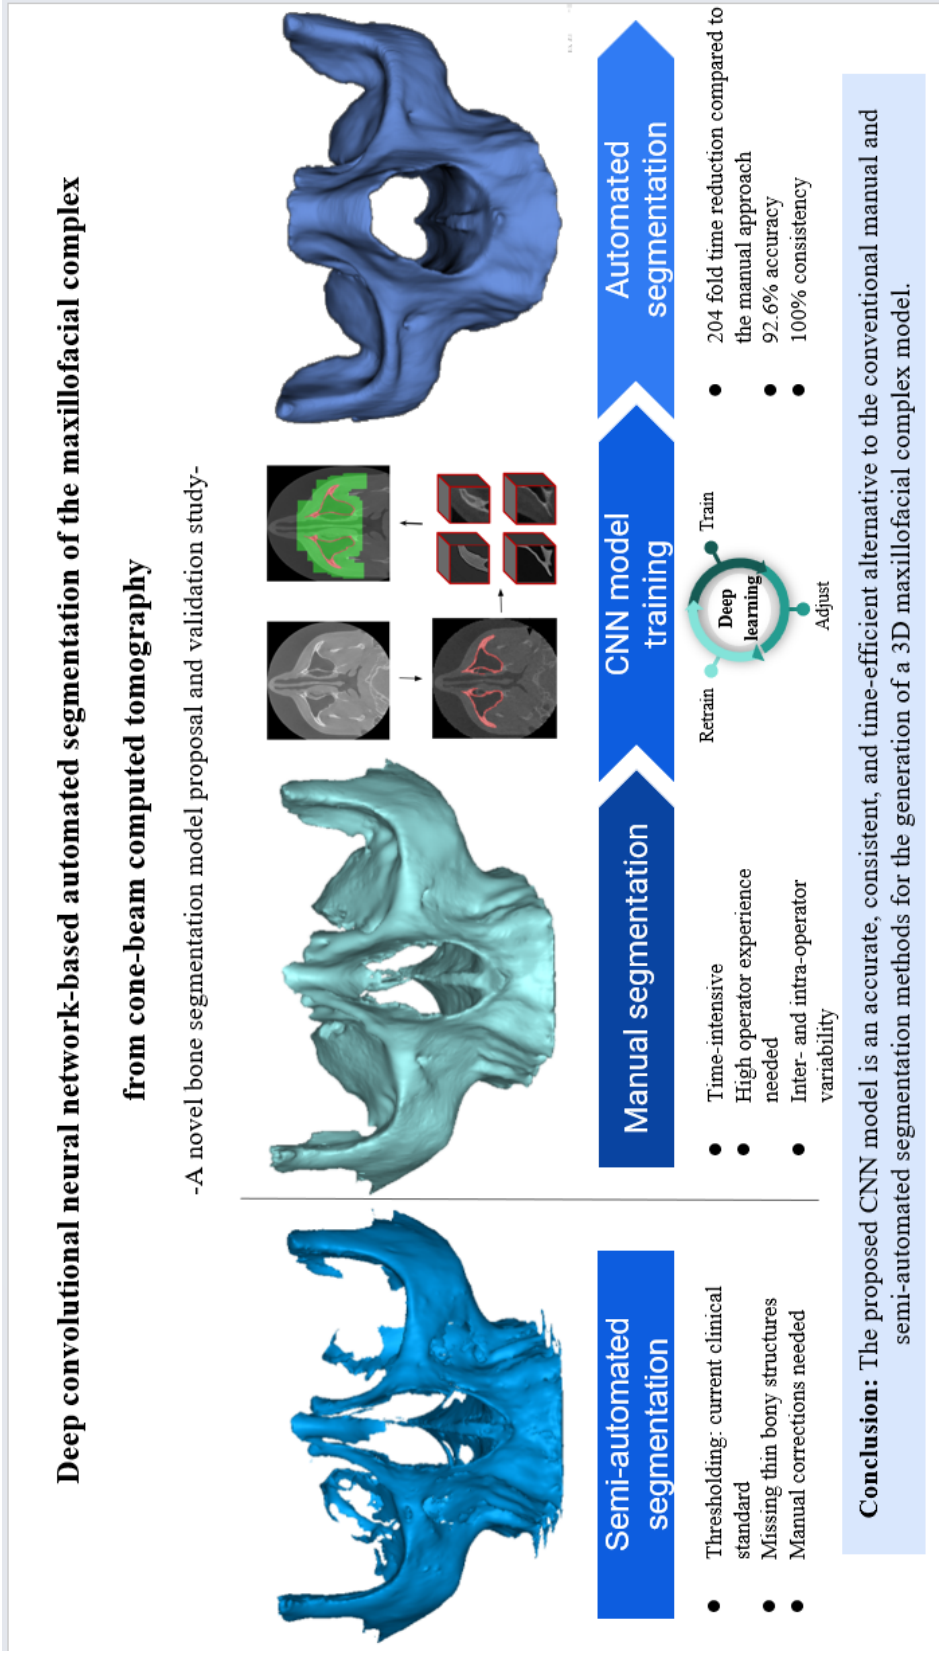 Deep convolutional neural network-based automated segmentation of the maxillofacial complex
from cone-beam computed tomography
-A novel bone segmentation model proposal and validation study-
Semi-automated
segmentation
● Thresholding: current clinical
standard
● Missing thin bony structures
● Manual corrections needed
Manual segmentation
● Time-intensive
● High operator experience
needed
● Inter- and intra-operator
variability
CNN model
training
Deep
learning
Retrain
Train
Adjust
Automated
segmentation
● 204 fold time reduction compared to
the manual approach
● 92.6% accuracy
● 100% consistency
Conclusion: The proposed CNN model is an accurate, consistent, and time-efficient alternative to the conventional manual and
semi-automated segmentation methods for the generation of a 3D maxillofacial complex model.